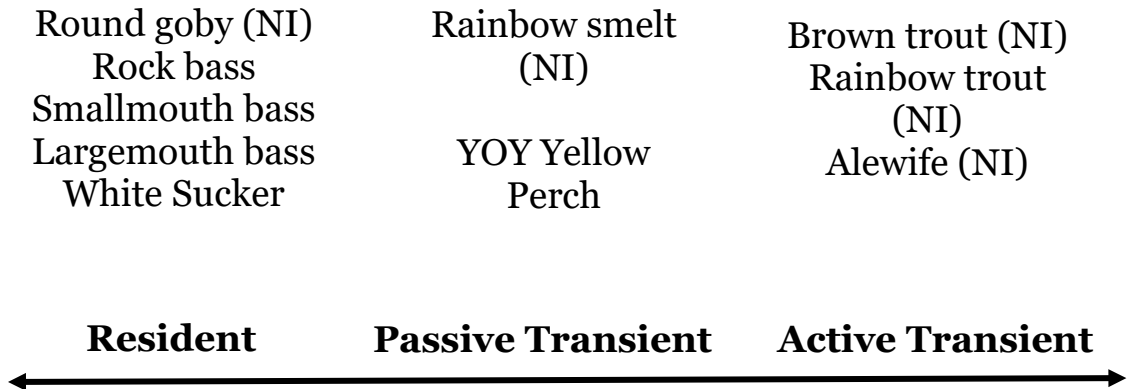 Round goby (NI)
Rock bass
Smallmouth bass
Largemouth bass
White Sucker
Rainbow smelt
(NI)
YOY Yellow
Perch
Brown trout (NI)
Rainbow trout
(NI)
Alewife (NI)
Resident
Passive Transient
Active Transient